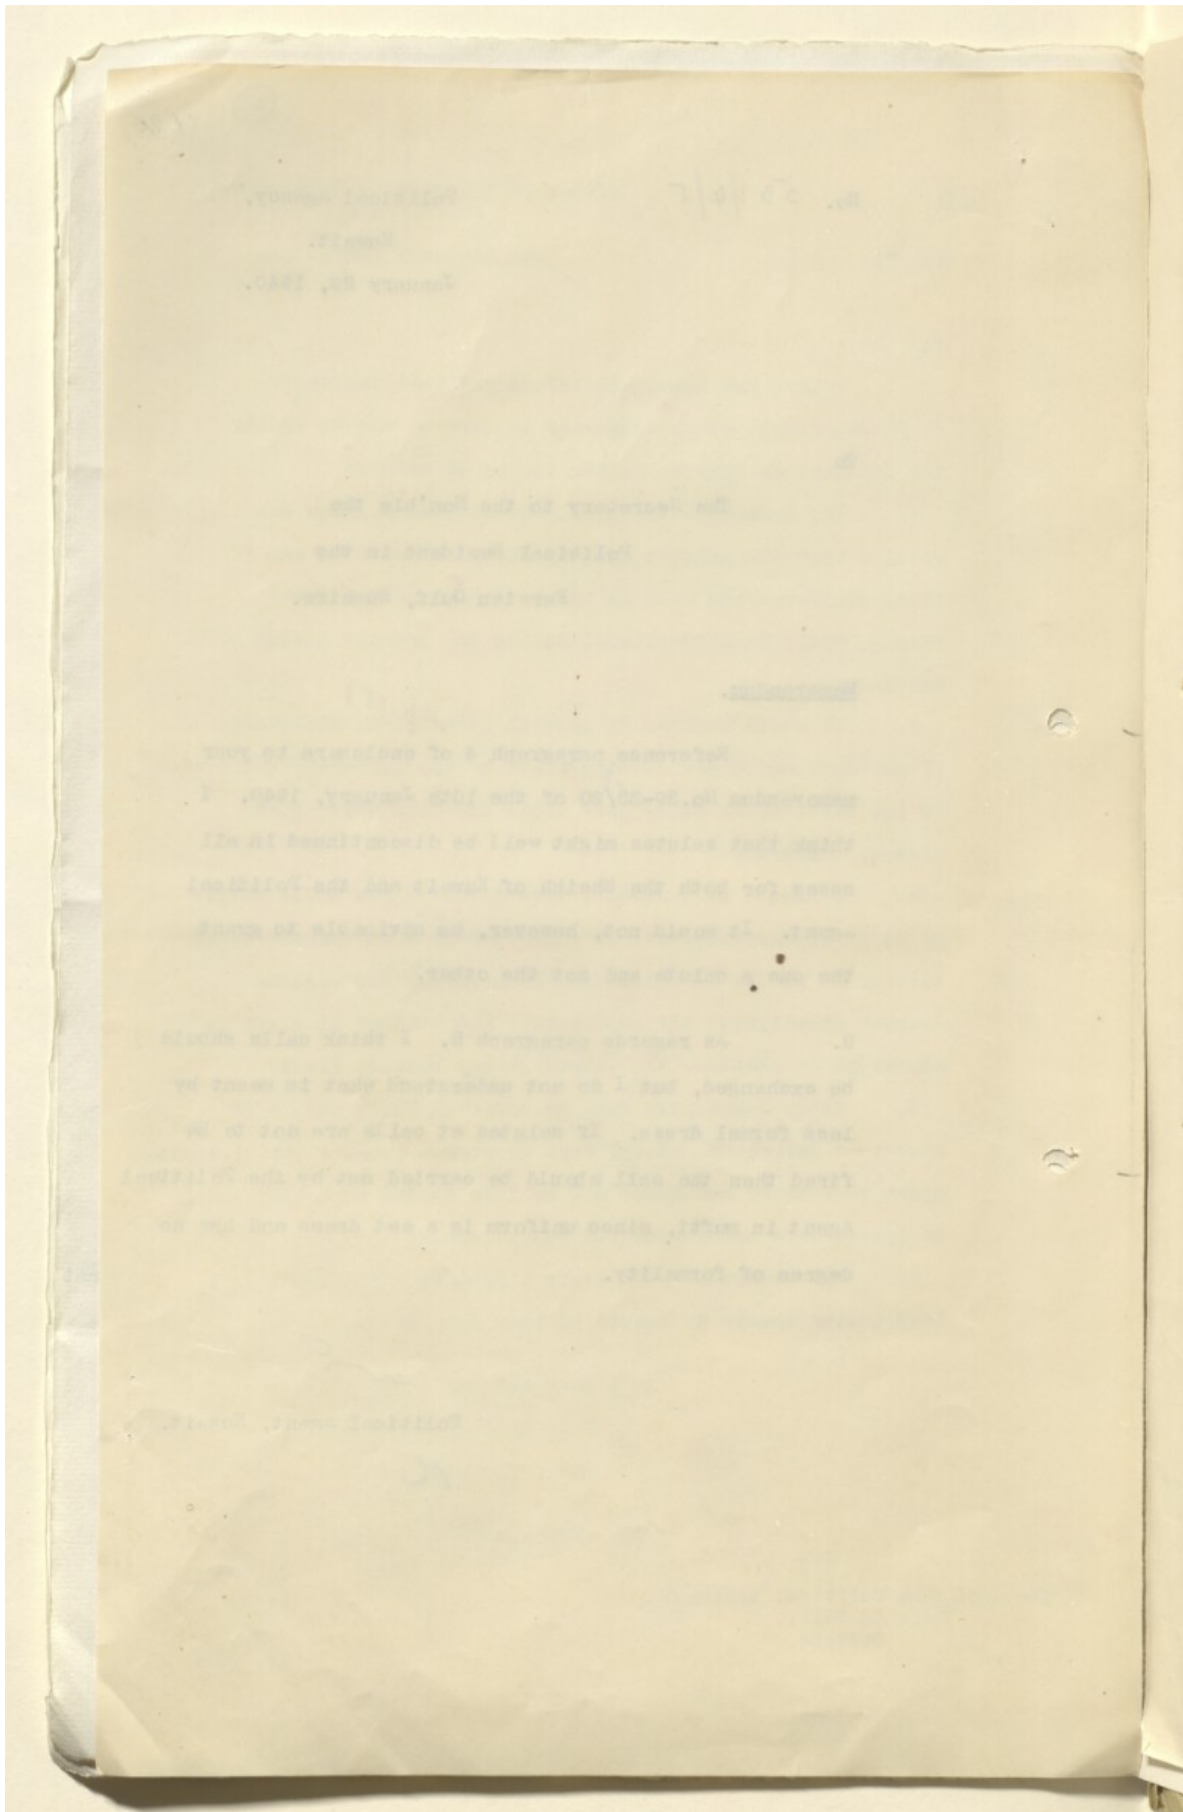 No.
Political Agency,
Kuwait.
January 22, 1940.
To
The Secretary to the Hon'ble the
Political Resident in the
Persian Gulf, Bushire.
Memorandum.
Reference paragraph 4 of enclosure to your
memorandum of the 10th January, 1940. I
think that salutes might well be discontinued in all
cases for both the Sheikh of Kuwait and the Political
Agent. It would not, however, be advisable to grant
the one a salute and not the other.
2. As regards paragraph 5. I think calls should
be exchanged, but I do not understand what is meant by
less formal dress. If salutes at calls are not to be
fired then the call should be carried out by the Political
Agent in mufti, since uniform is a set dress and has no
degree of formality.
Political Agent, Kuwait.